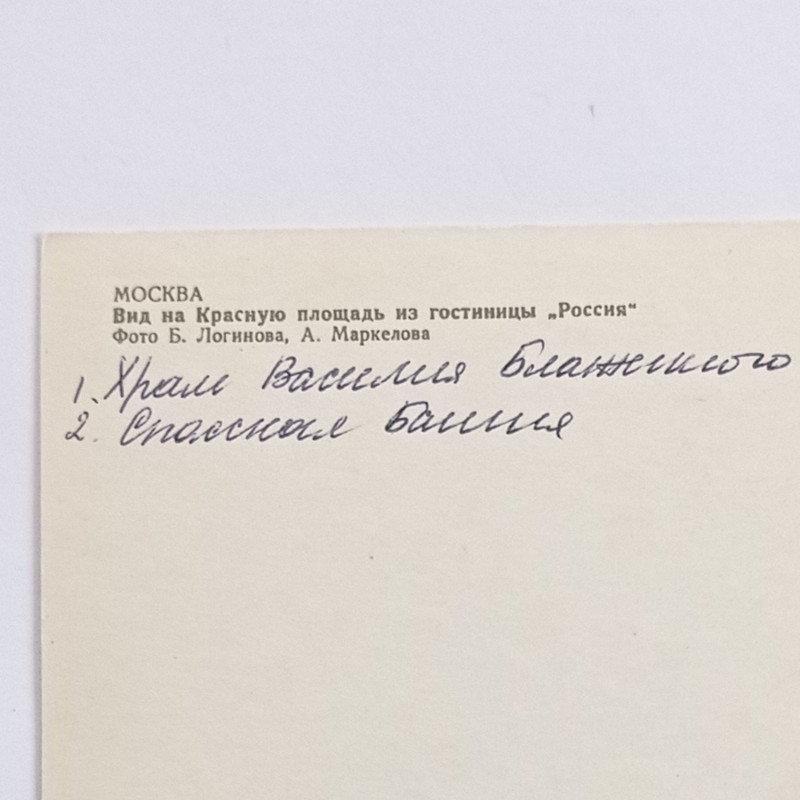 МОСКВА
Вид на Красную площадь из гостиницы „Россия“
Фото Б. Логинова, А. Маркелова
1. Храм Василия Блаженного
2. Спасская Башня